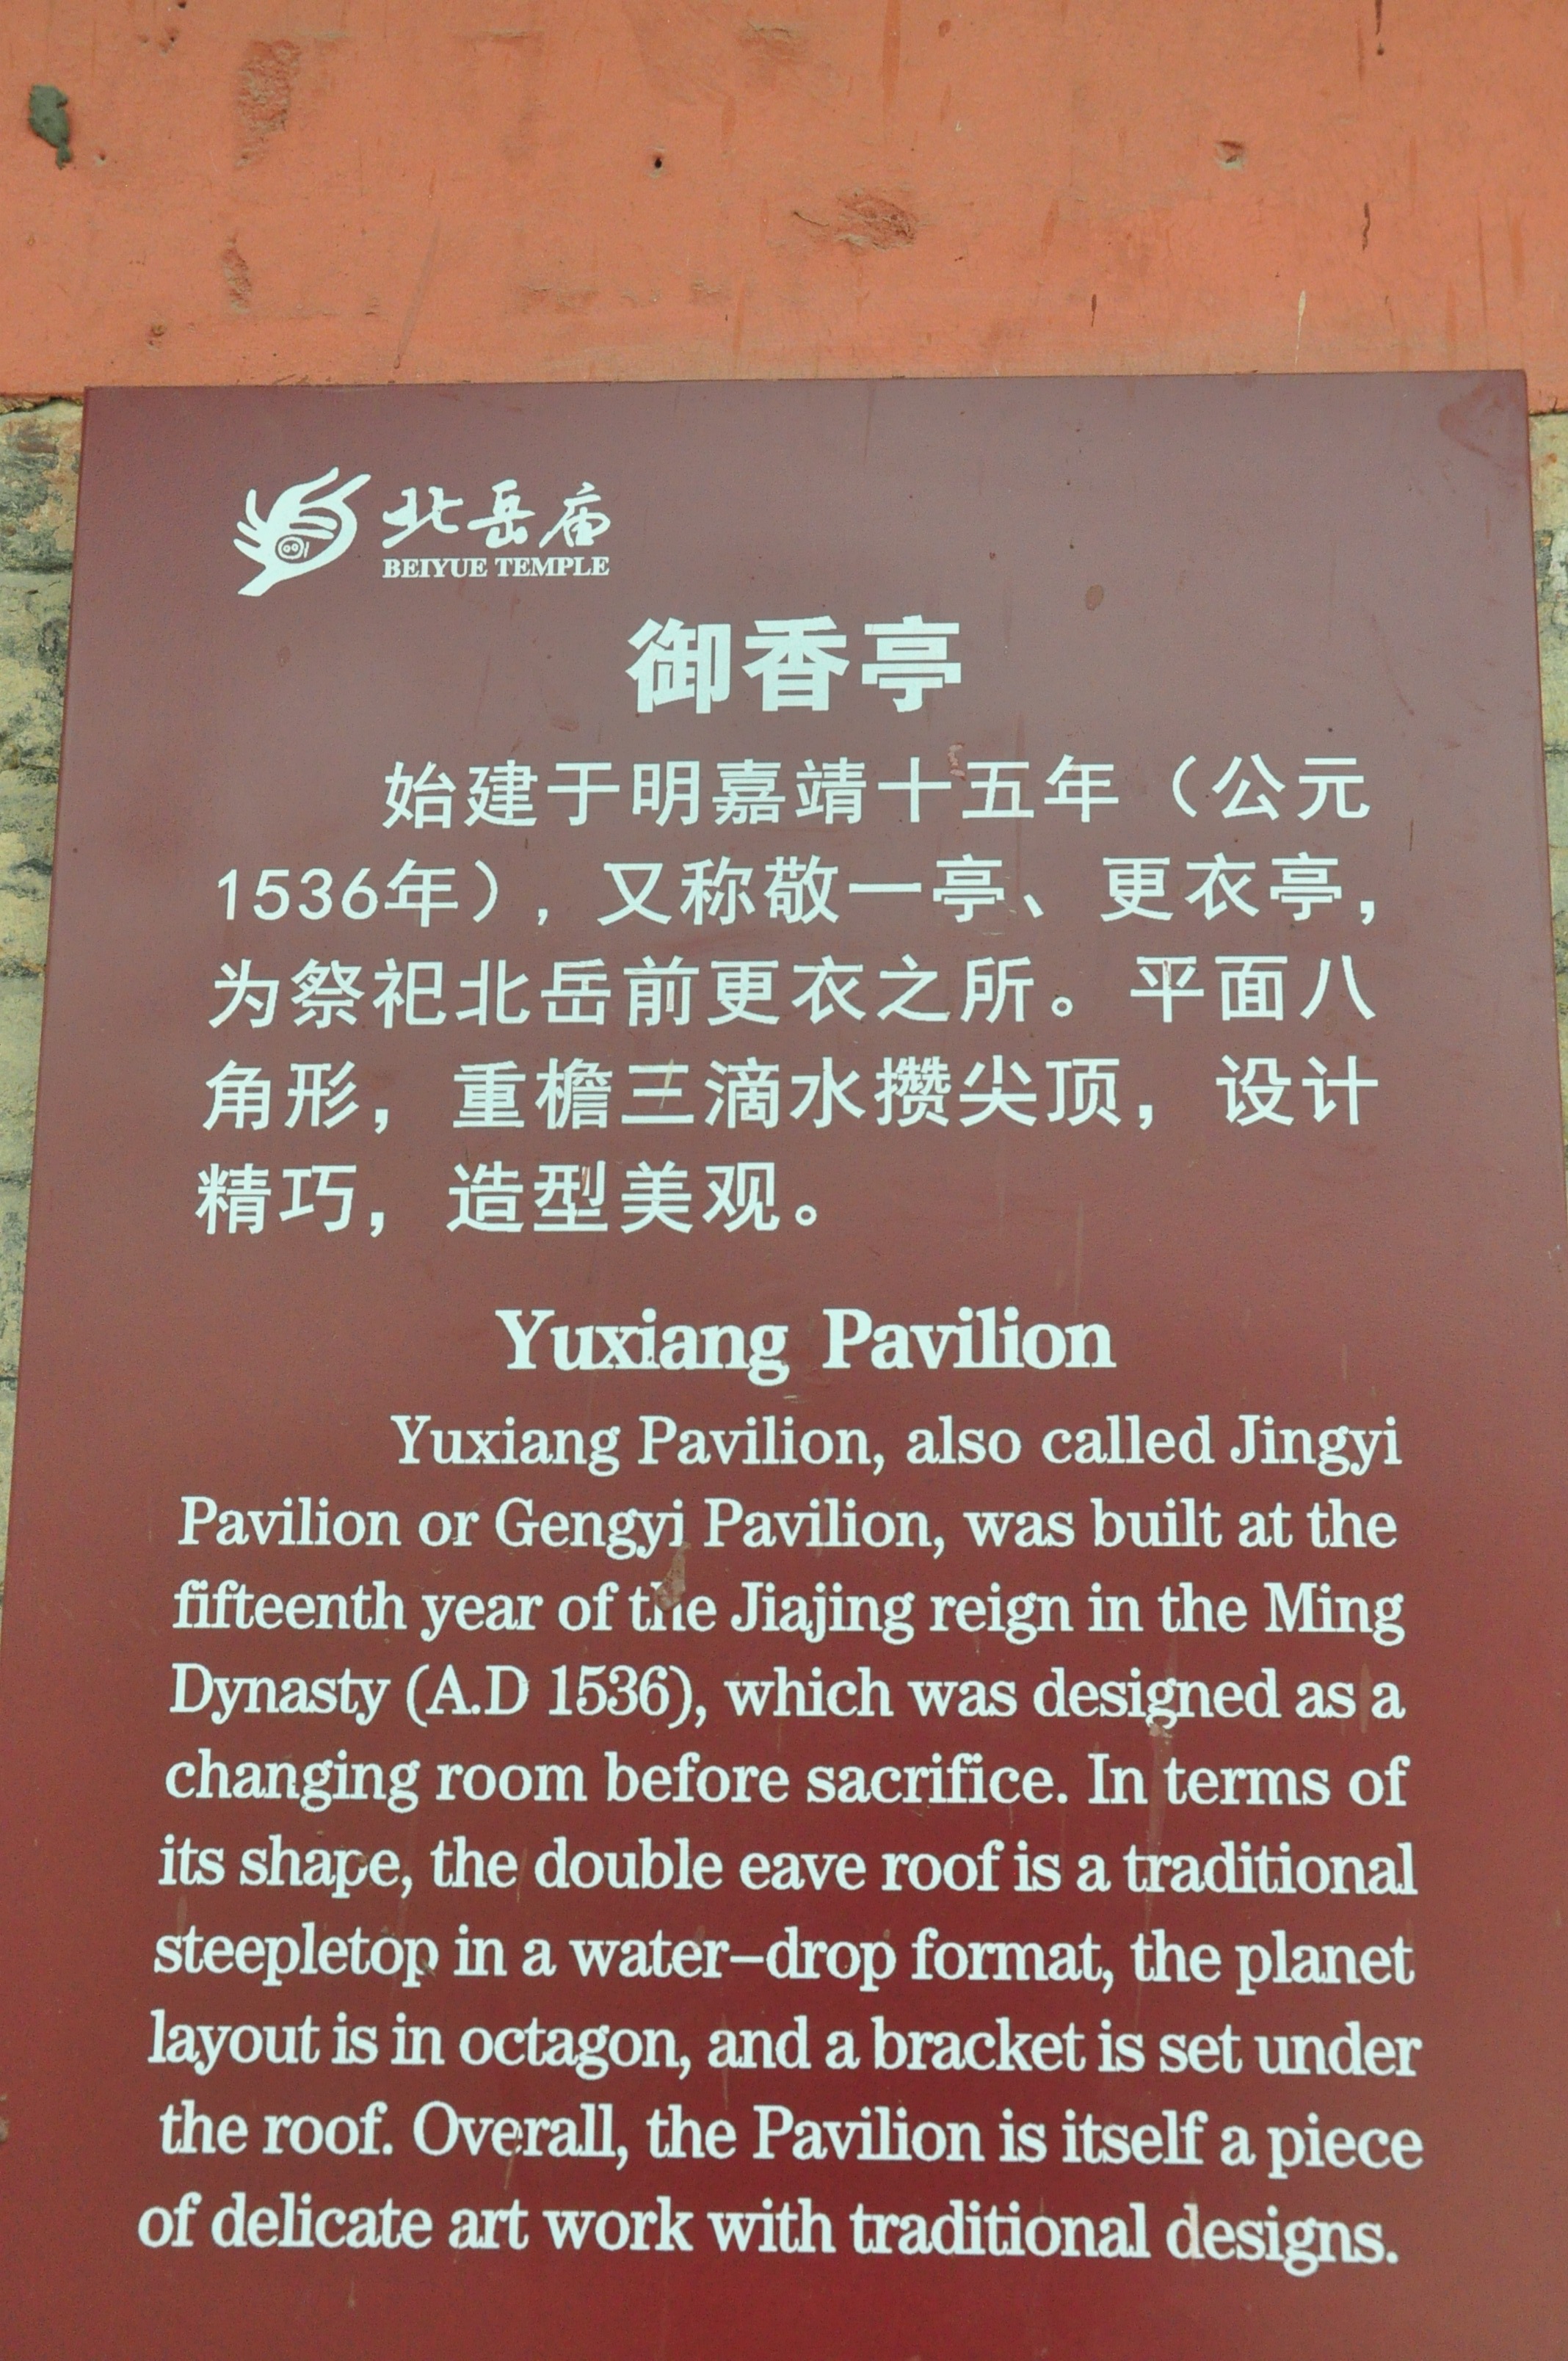 北岳庙
BEIYUE TEMPLE
御香亭
始建于明嘉靖十五年（公元
1536年），又称敬一亭、更衣亭，
为祭祀北岳前更衣之所。平面八
角形，重檐三滴水攒尖顶，设计
精巧，造型美观。
Yuxiang Pavilion
Yuxiang Pavilion, also called Jingyi
Pavilion or Gengyi Pavilion, was built at the
fifteenth year of the Jiajing reign in the Ming
Dynasty (A.D 1536), which was designed as a
changing room before sacrifice. In terms of
its shape, the double eave roof is a traditional
steepletop in a water-drop format, the planet
layout is in octagon, and a bracket is set under
the roof. Overall, the Pavilion is itself a piece
of delicate art work with traditional designs.